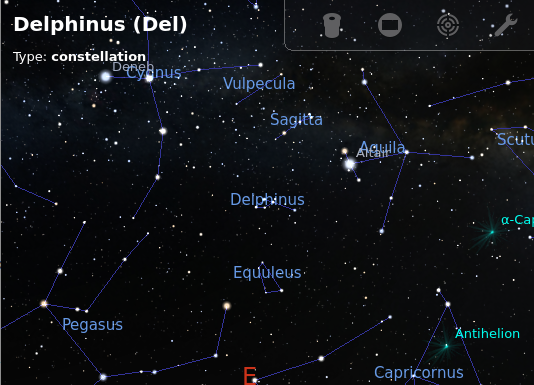 Delphinus (Del)
Type: constellation
Deneb
Cygnus
Vulpecula
Sagitta
Aquila
Altair
Scutu
Delphinus
α-Cap
Equuleus
Pegasus
Antihelion
Capricornus
E